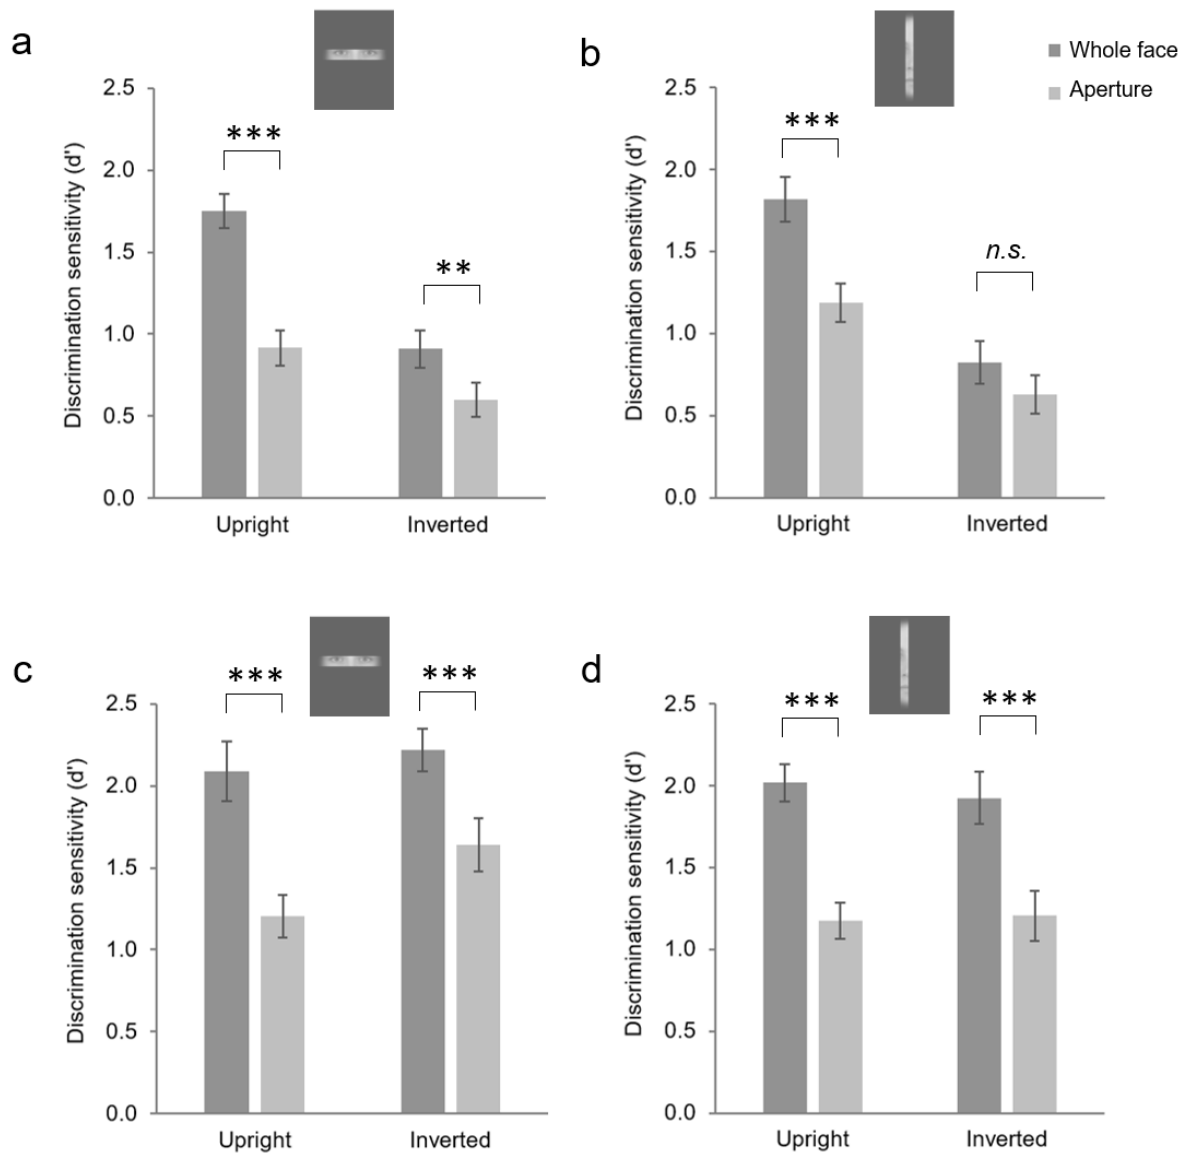 a
b
Whole face
Aperture
Discrimination sensitivity (d')
2.5
2.0
1.5
1.0
0.5
0.0
***
**
Upright
Inverted
Discrimination sensitivity (d')
2.5
2.0
1.5
1.0
0.5
0.0
***
n.s.
Upright
Inverted
c
Discrimination sensitivity (d')
2.5
2.0
1.5
1.0
0.5
0.0
***
***
Upright
Inverted
d
Discrimination sensitivity (d')
2.5
2.0
1.5
1.0
0.5
0.0
***
***
Upright
Inverted